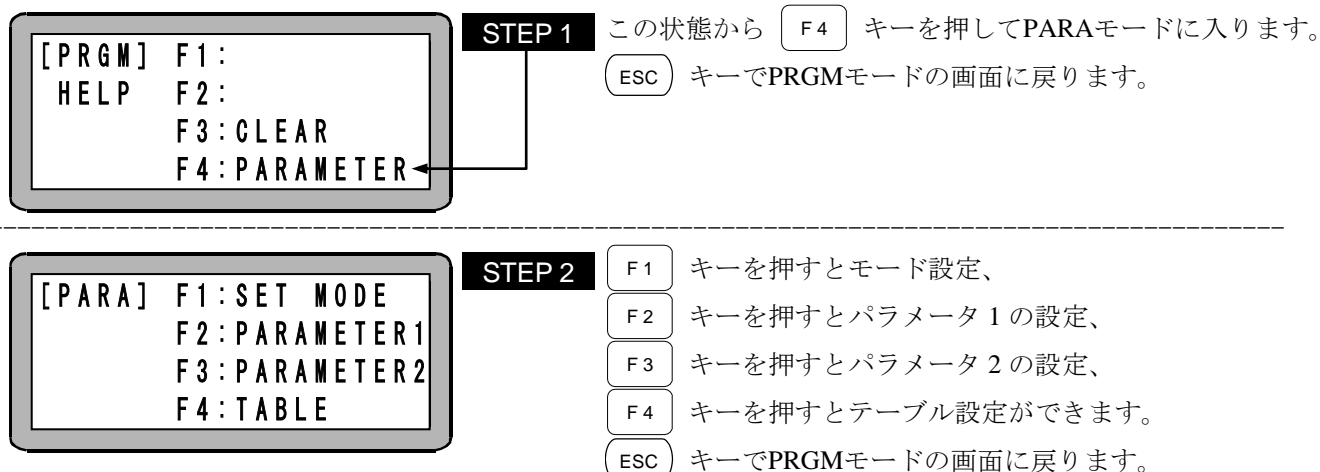 [PRGM] F1:
HELP F2:
F3:CLEAR
F4:PARAMETER
STEP 1
この状態から F4 キーを押してPARAモードに入ります。
ESC キーでPRGMモードの画面に戻ります。
[PARA] F1:SET MODE
F2:PARAMETER1
F3:PARAMETER2
F4:TABLE
STEP 2
F1 キーを押すとモード設定、
F2 キーを押すとパラメータ 1 の設定、
F3 キーを押すとパラメータ 2 の設定、
F4 キーを押すとテーブル設定ができます。
ESC キーでPRGMモードの画面に戻ります。